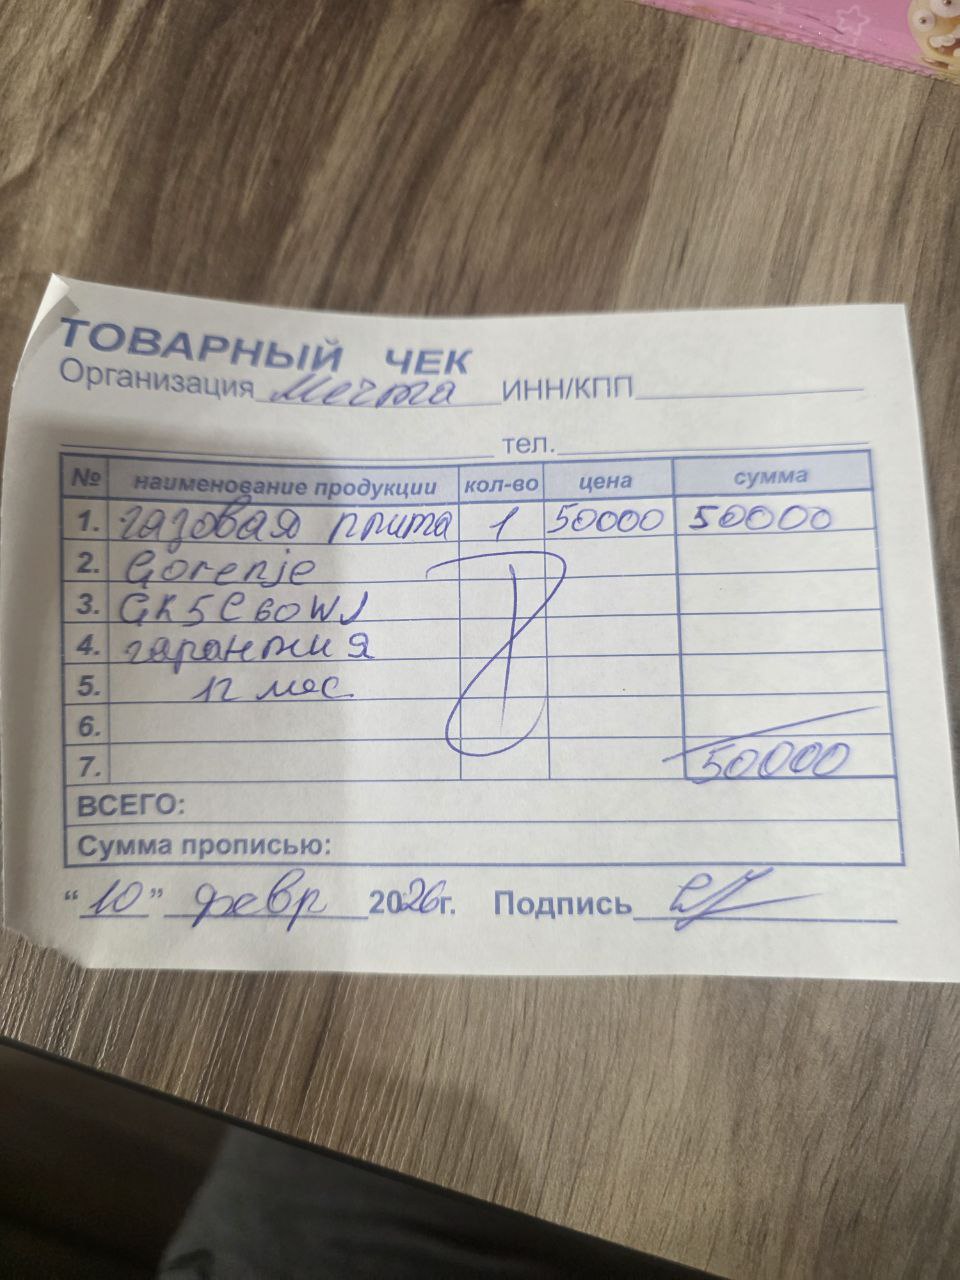 ТОВАРНЫЙ ЧЕК
Организация Мечта ИНН/КПП
тел.
№ наименование продукции кол-во цена сумма
1. газовая плита 1 50000 50000
2. Gorenje
3. GK5C60WJ
4. гарантия
5. 12 мес.
6.
7. 50000
ВСЕГО:
Сумма прописью:
"10" февр 2026г. Подпись